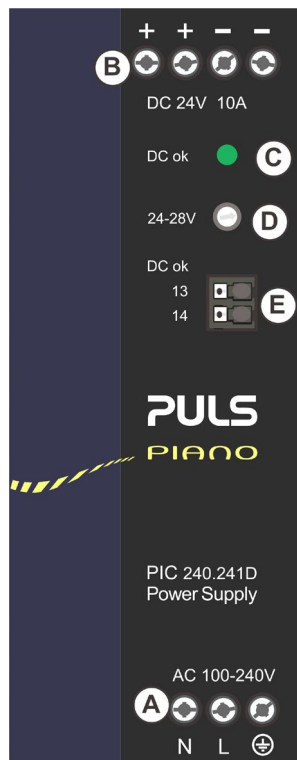 + + − −
B
DC 24V 10A
DC ok
C
24-28V
D
DC ok
13
14
E
PULS
PIANO
PIC 240.241D
Power Supply
AC 100-240V
A
N L